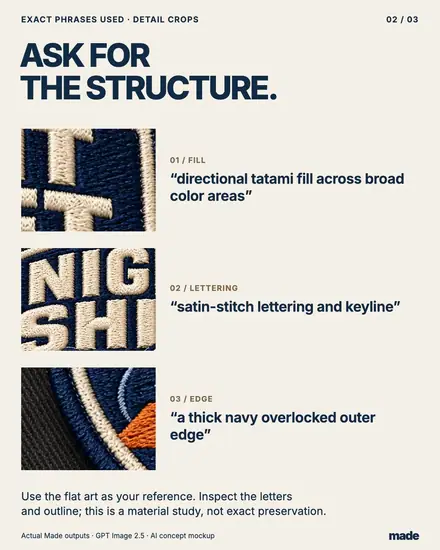 EXACT PHRASES USED · DETAIL CROPS
02 / 03
ASK FOR
THE STRUCTURE.
01 / FILL
“directional tatami fill across broad
color areas”
NIG
SHI
02 / LETTERING
“satin-stitch lettering and keyline”
03 / EDGE
“a thick navy overlocked outer
edge”
Use the flat art as your reference. Inspect the letters
and outline; this is a material study, not exact preservation.
Actual Made outputs · GPT Image 2.5 · AI concept mockup
made